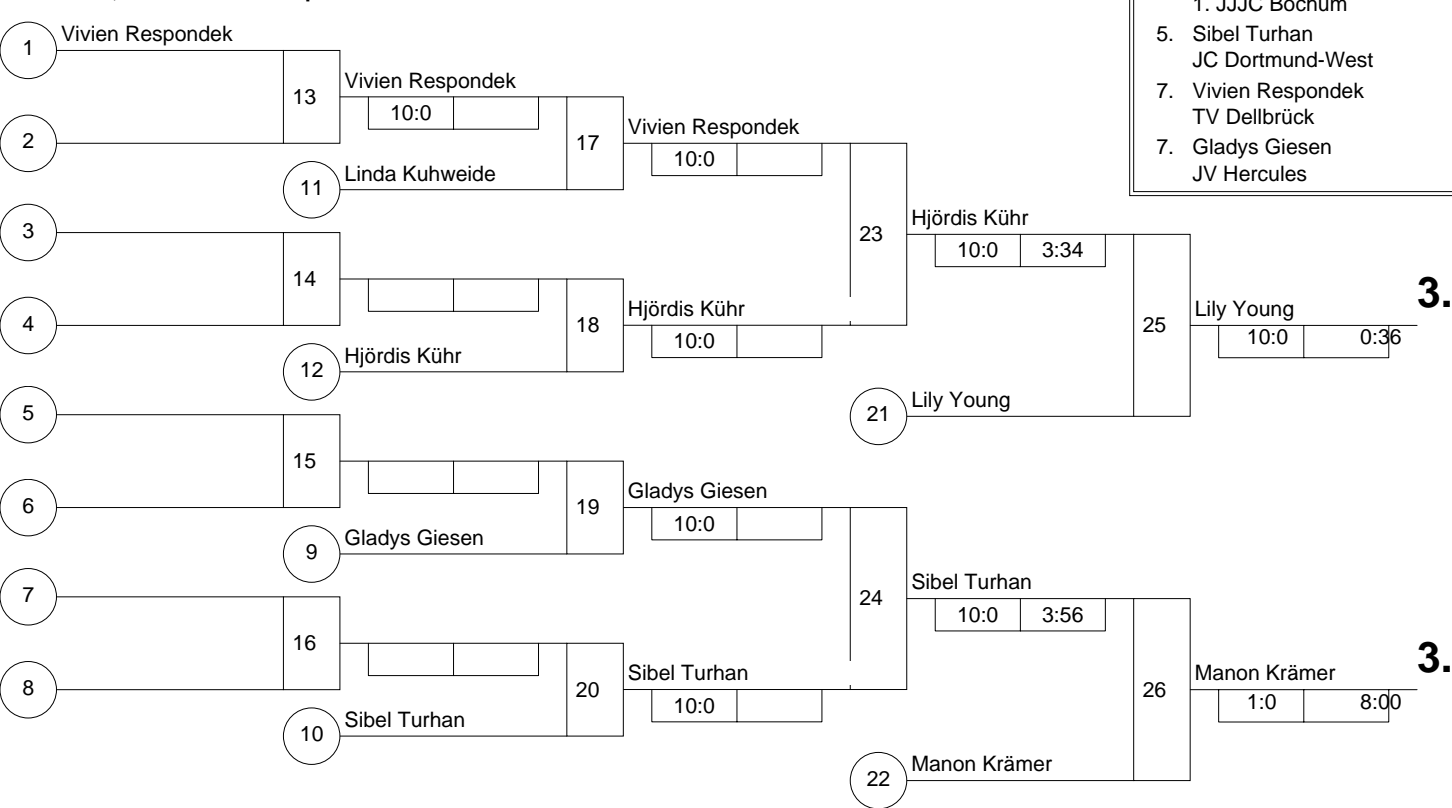 1. JJJC Bochum
5. Sibel Turhan
JC Dortmund-West
7. Vivien Respondek
TV Dellbrück
7. Gladys Giesen
JV Hercules
1 Vivien Respondek
13
Vivien Respondek
10:0
2
17
Vivien Respondek
10:0
11 Linda Kuhweide
3
23
Hjördis Kühr
10:0 3:34
14
4
18
Hjördis Kühr
10:0
12 Hjördis Kühr
25
Lily Young
10:0 0:36
3.
21 Lily Young
5
15
6
19
Gladys Giesen
10:0
9 Gladys Giesen
7
24
Sibel Turhan
10:0 3:56
16
8
20
Sibel Turhan
10:0
10 Sibel Turhan
26
Manon Krämer
1:0 8:00
3.
22 Manon Krämer